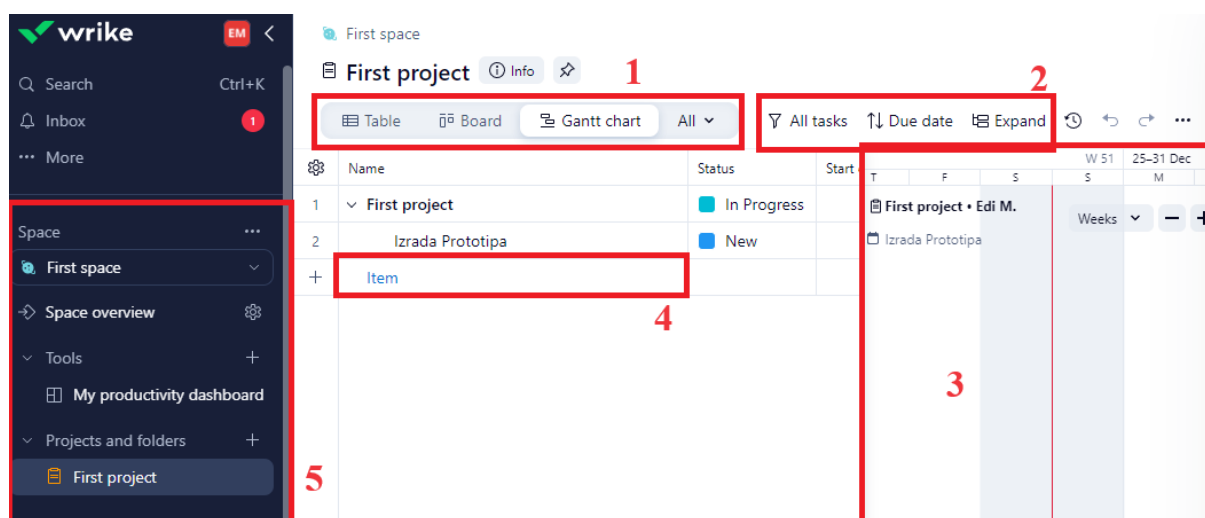 wrike EM
Search Ctrl+K
Inbox 1
More
Space
First space
Space overview
Tools
My productivity dashboard
Projects and folders
First project
5
First space
First project Info 1
2
Table Board Gantt chart All All tasks Due date Expand
Name Status Start
1 First project In Progress
2 Izrada Prototipa New
Item
4
W 51 25–31 Dec
T F S S M
First project • Edi M.
Weeks
Izrada Prototipa
3